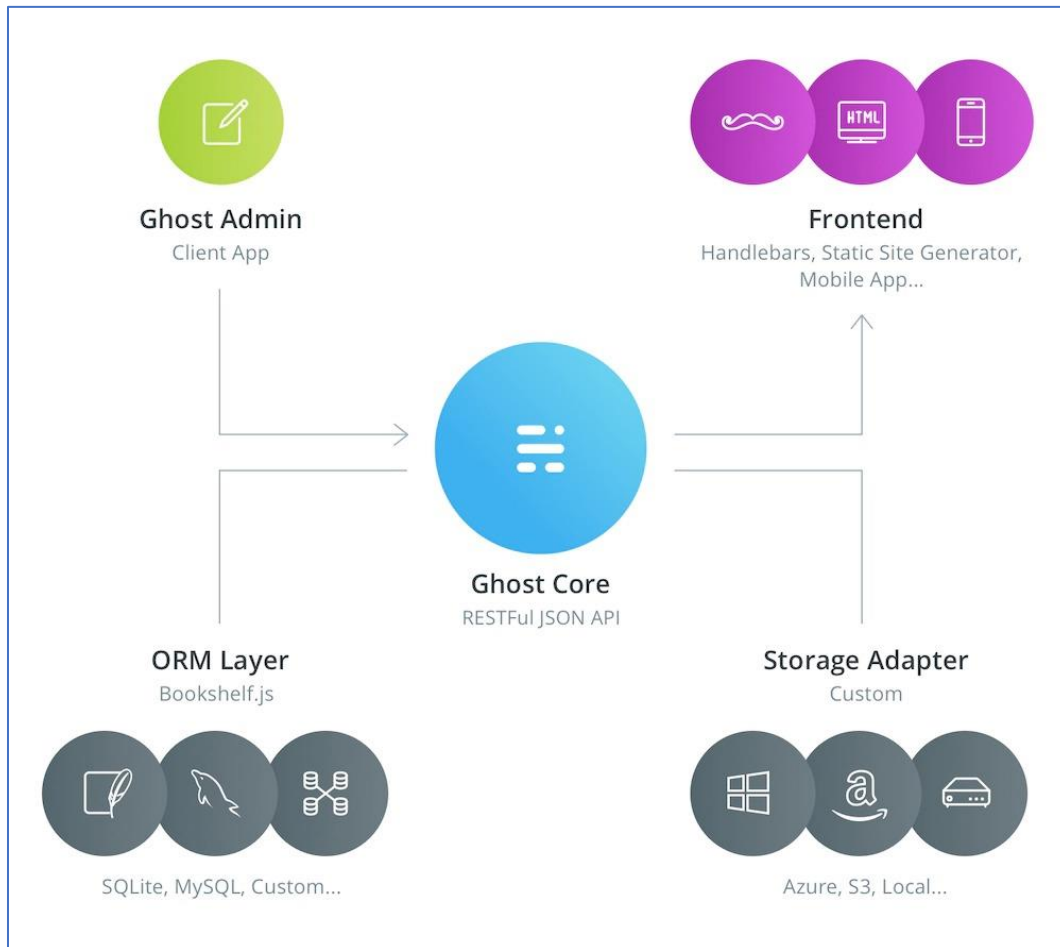 HTML
Ghost Admin
Client App
Frontend
Handlebars, Static Site Generator,
Mobile App...
Ghost Core
RESTFul JSON API
ORM Layer
Bookshelf.js
Storage Adapter
Custom
a
SQLite, MySQL, Custom...
Azure, S3, Local...